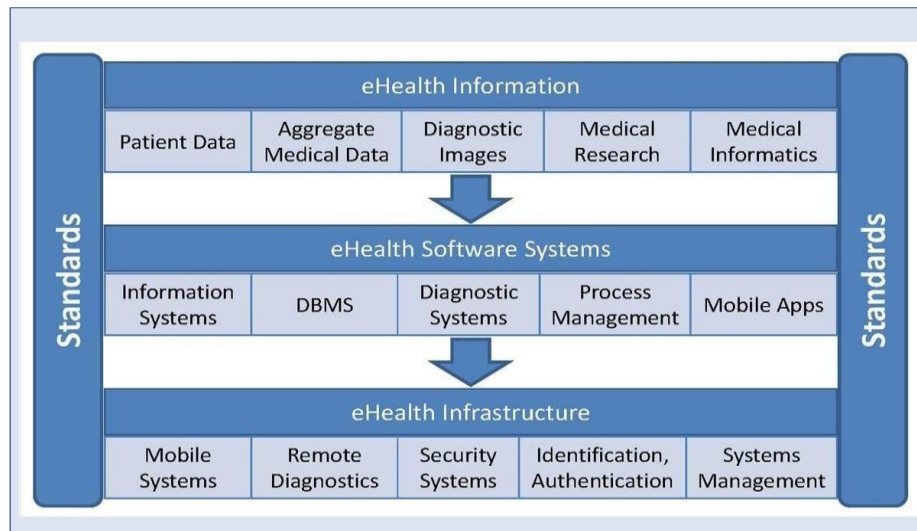 Standards
eHealth Information
Patient Data
Aggregate
Medical Data
Diagnostic
Images
Medical
Research
Medical
Informatics
eHealth Software Systems
Information
Systems
DBMS
Diagnostic
Systems
Process
Management
Mobile Apps
eHealth Infrastructure
Mobile
Systems
Remote
Diagnostics
Security
Systems
Identification,
Authentication
Systems
Management
Standards